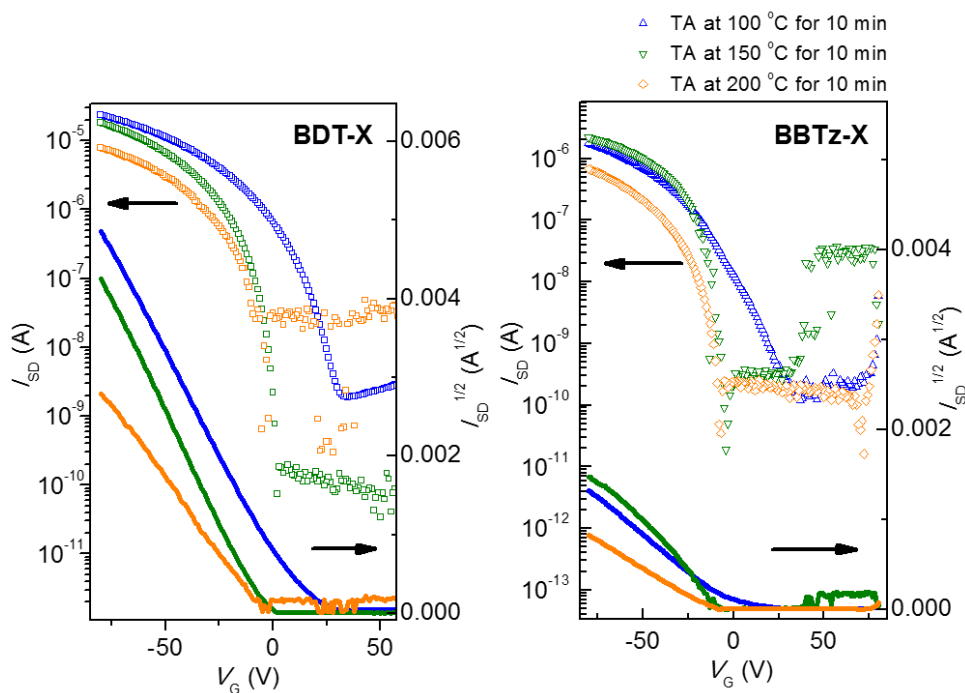 TA at 100 °C for 10 min
TA at 150 °C for 10 min
TA at 200 °C for 10 min
BDT-X
10⁻⁵
10⁻⁶
10⁻⁷
10⁻⁸
10⁻⁹
10⁻¹⁰
10⁻¹¹
I_SD (A)
0.006
0.004
0.002
0.000
I_SD^1/2 (A^1/2)
-50 0 50
V_G (V)
BBTz-X
10⁻⁶
10⁻⁷
10⁻⁸
10⁻⁹
10⁻¹⁰
10⁻¹¹
10⁻¹²
10⁻¹³
I_SD (A)
0.004
0.002
0.000
I_SD^1/2 (A^1/2)
-50 0 50
V_G (V)